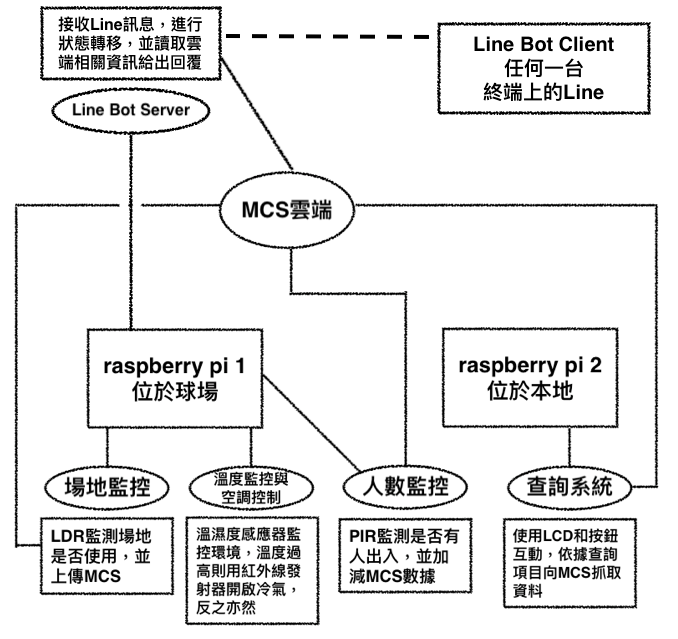 接收Line訊息，進行
狀態轉移，並讀取雲
端相關資訊給出回覆
Line Bot Client
任何一台
終端上的Line
Line Bot Server
MCS雲端
raspberry pi 1
位於球場
raspberry pi 2
位於本地
場地監控
溫度監控與
空調控制
人數監控
查詢系統
LDR監測場地
是否使用，並
上傳MCS
溫濕度感應器監
控環境，溫度過
高則用紅外線發
射器開啟冷氣，
反之亦然
PIR監測是否有
人出入，並加
減MCS數據
使用LCD和按鈕
互動，依據查詢
項目向MCS抓取
資料